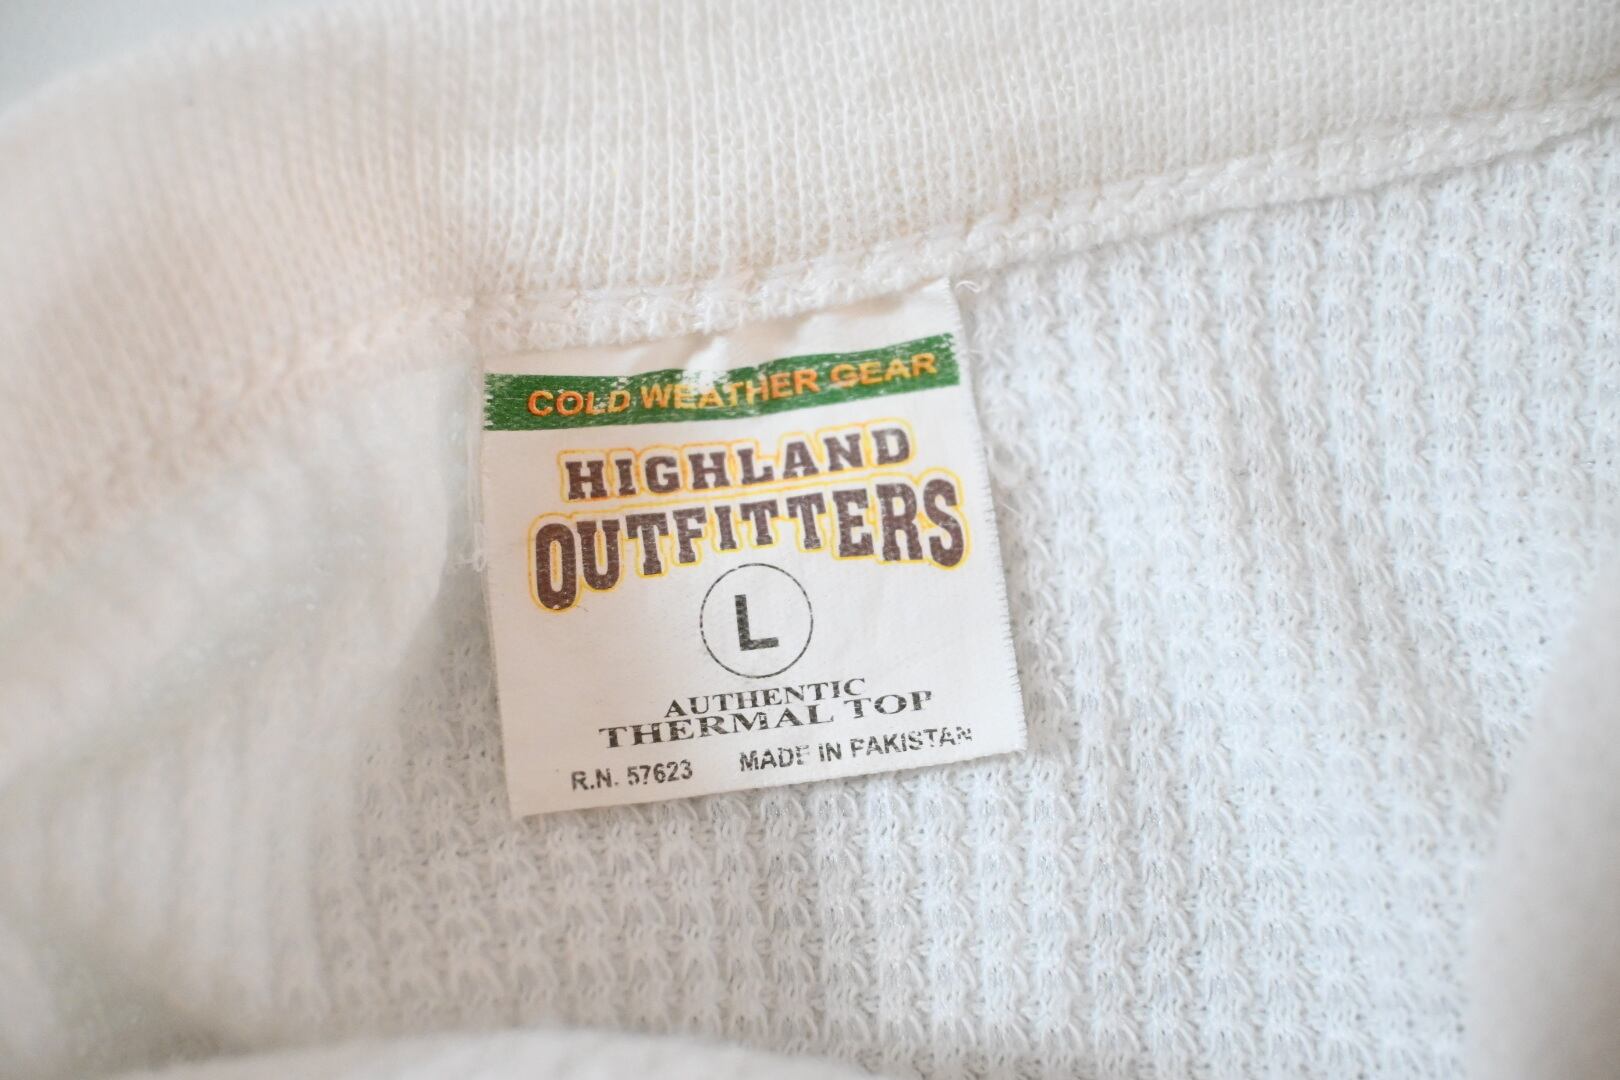 COLD WEATHER GEAR
HIGHLAND
OUTFITTERS
L
AUTHENTIC
THERMAL TOP
R.N. 57623 MADE IN PAKISTAN